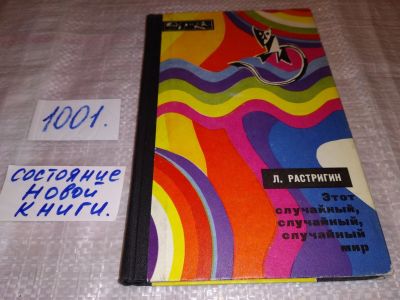 1001.
СОСТОЯНИЕ
НОВОЙ
КНИГИ.
Л. РАСТРИГИН
Этот
случайный,
случайный,
случайный
мир